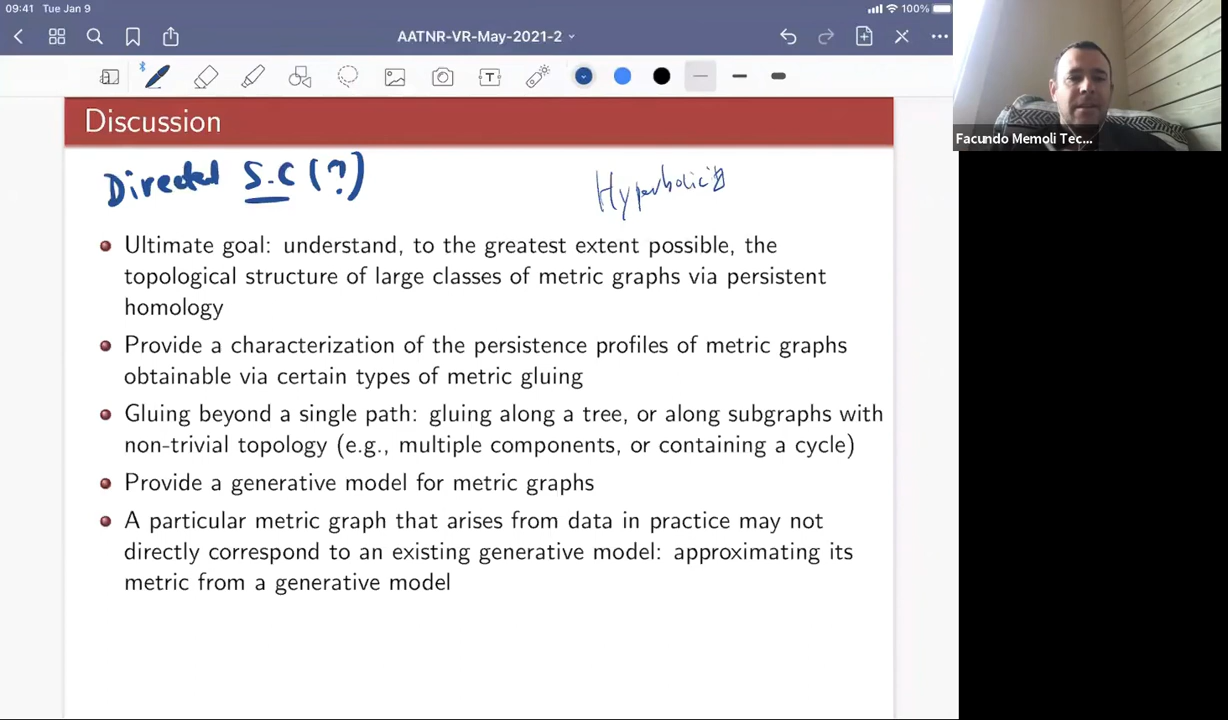 09:41 Tue Jan 9 100%
AATNR-VR-May-2021-2
T
Facundo Memoli Tec...
Discussion
Directed S.C (?) Hyperbolicity
Ultimate goal: understand, to the greatest extent possible, the
topological structure of large classes of metric graphs via persistent
homology
Provide a characterization of the persistence profiles of metric graphs
obtainable via certain types of metric gluing
Gluing beyond a single path: gluing along a tree, or along subgraphs with
non-trivial topology (e.g., multiple components, or containing a cycle)
Provide a generative model for metric graphs
A particular metric graph that arises from data in practice may not
directly correspond to an existing generative model: approximating its
metric from a generative model